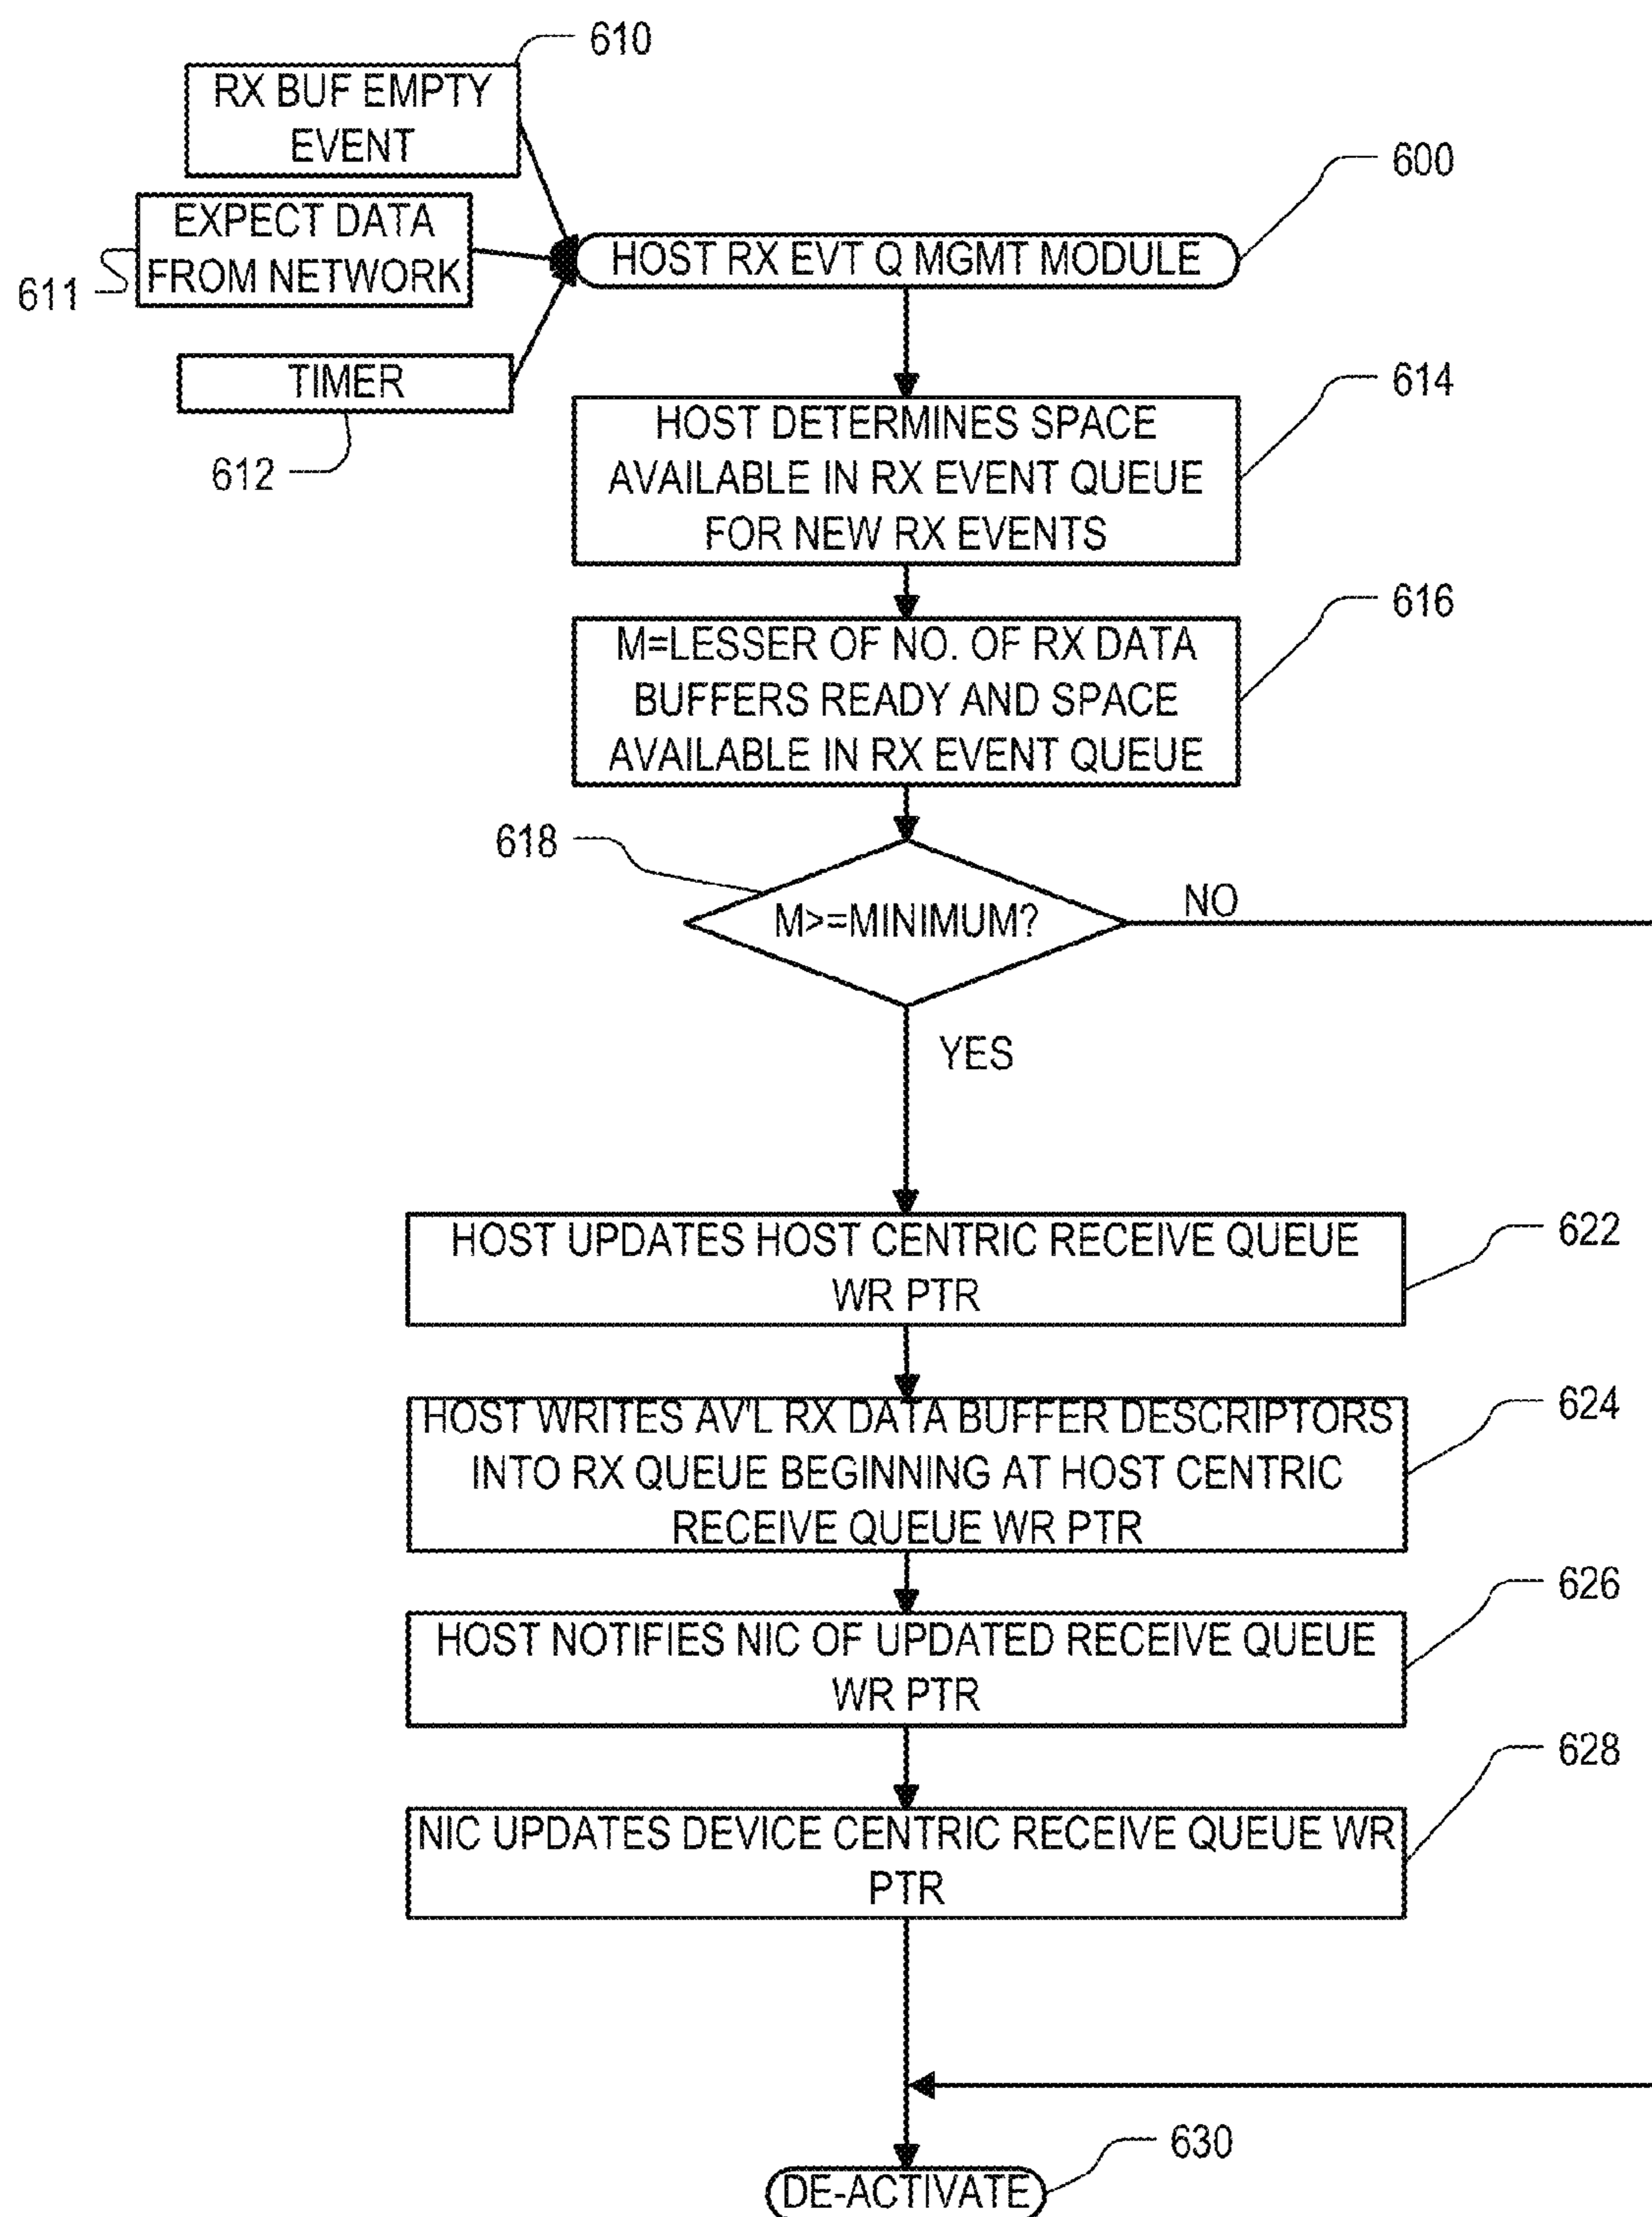 610
RX BUF EMPTY
EVENT
600
EXPECT DATA
FROM NETWORK
611
HOST RX EVT Q MGMT MODULE
TIMER
612
614
HOST DETERMINES SPACE
AVAILABLE IN RX EVENT QUEUE
FOR NEW RX EVENTS
616
M=LESSER OF NO. OF RX DATA
BUFFERS READY AND SPACE
AVAILABLE IN RX EVENT QUEUE
618
M>=MINIMUM?
NO
YES
622
HOST UPDATES HOST CENTRIC RECEIVE QUEUE
WR PTR
624
HOST WRITES AV'L RX DATA BUFFER DESCRIPTORS
INTO RX QUEUE BEGINNING AT HOST CENTRIC
RECEIVE QUEUE WR PTR
626
HOST NOTIFIES NIC OF UPDATED RECEIVE QUEUE
WR PTR
628
NIC UPDATES DEVICE CENTRIC RECEIVE QUEUE WR
PTR
630
DE-ACTIVATE